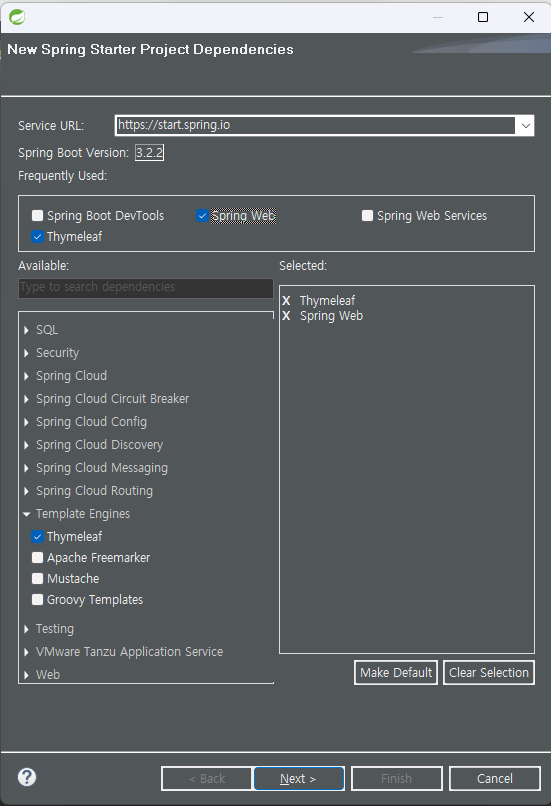 New Spring Starter Project Dependencies
Service URL: https://start.spring.io
Spring Boot Version: 3.2.2
Frequently Used:
Spring Boot DevTools Spring Web Spring Web Services
Thymeleaf
Available:
Type to search dependencies
SQL
Security
Spring Cloud
Spring Cloud Circuit Breaker
Spring Cloud Config
Spring Cloud Discovery
Spring Cloud Messaging
Spring Cloud Routing
Template Engines
Thymeleaf
Apache Freemarker
Mustache
Groovy Templates
Testing
VMware Tanzu Application Service
Web
Selected:
X Thymeleaf
X Spring Web
Make Default Clear Selection
? < Back Next > Finish Cancel